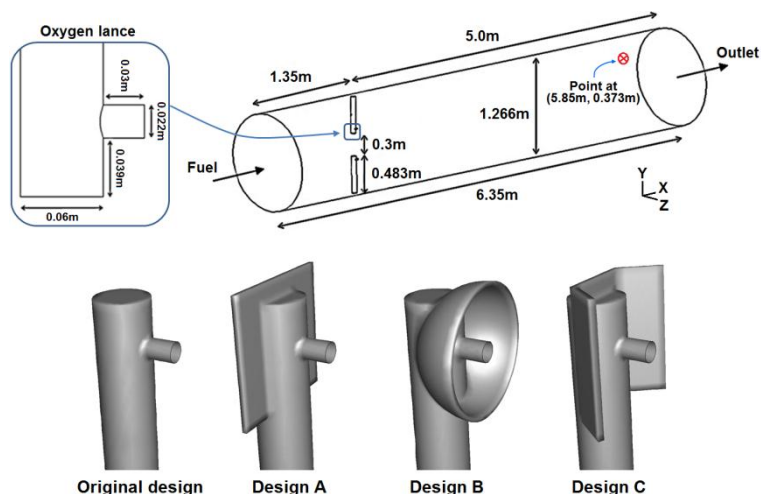 Oxygen lance
0.03m
0.022m
0.039m
0.06m
5.0m
1.35m
Outlet
Point at
(5.85m, 0.373m)
1.266m
0.3m
Fuel
0.483m
6.35m
Y
X
Z
Original design
Design A
Design B
Design C